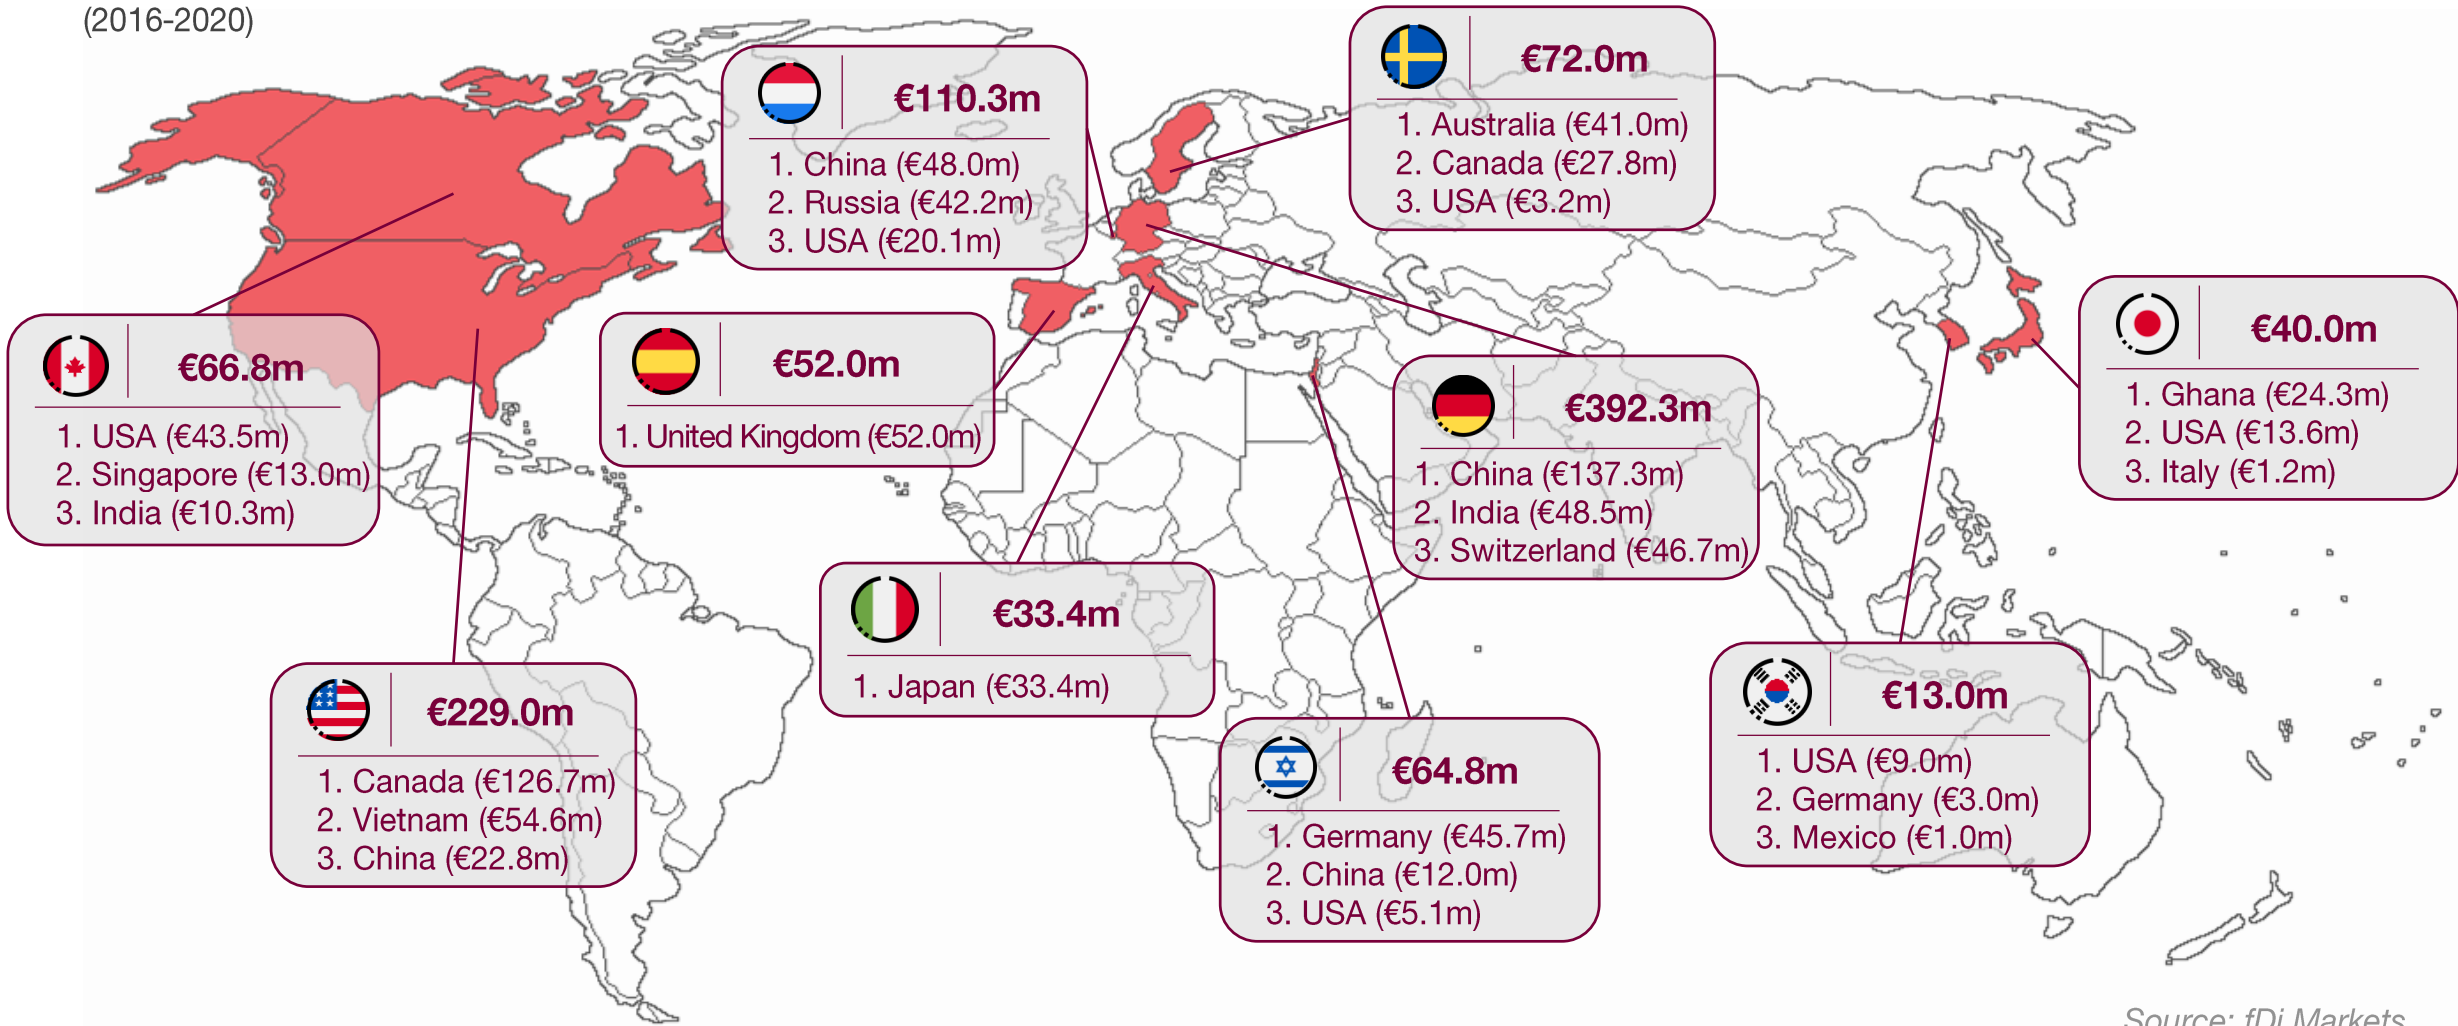 (2016-2020)
€110.3m
1. China (€48.0m)
2. Russia (€42.2m)
3. USA (€20.1m)
€72.0m
1. Australia (€41.0m)
2. Canada (€27.8m)
3. USA (€3.2m)
€66.8m
1. USA (€43.5m)
2. Singapore (€13.0m)
3. India (€10.3m)
€52.0m
1. United Kingdom (€52.0m)
€392.3m
1. China (€137.3m)
2. India (€48.5m)
3. Switzerland (€46.7m)
€40.0m
1. Ghana (€24.3m)
2. USA (€13.6m)
3. Italy (€1.2m)
€229.0m
1. Canada (€126.7m)
2. Vietnam (€54.6m)
3. China (€22.8m)
€33.4m
1. Japan (€33.4m)
€64.8m
1. Germany (€45.7m)
2. China (€12.0m)
3. USA (€5.1m)
€13.0m
1. USA (€9.0m)
2. Germany (€3.0m)
3. Mexico (€1.0m)
Source: fDi Markets